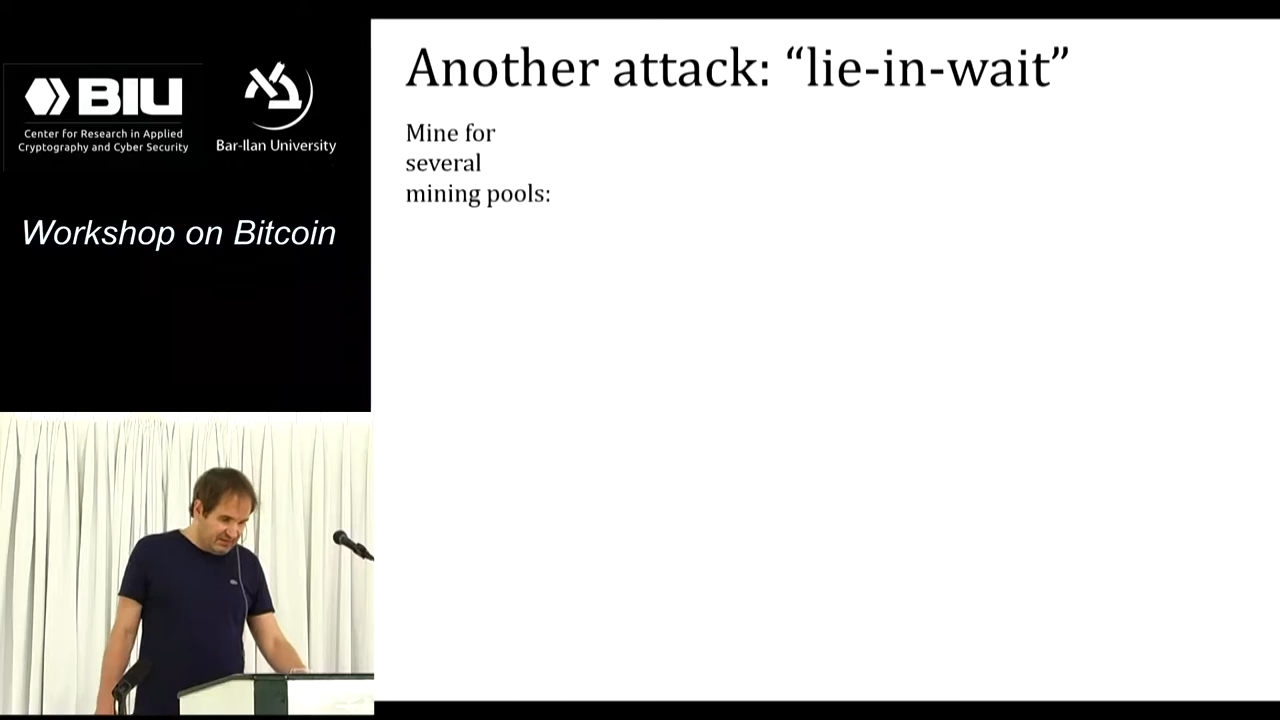 BIU
Center for Research in Applied
Cryptography and Cyber Security
Bar-Ilan University
Workshop on Bitcoin
Another attack: “lie-in-wait”
Mine for
several
mining pools: